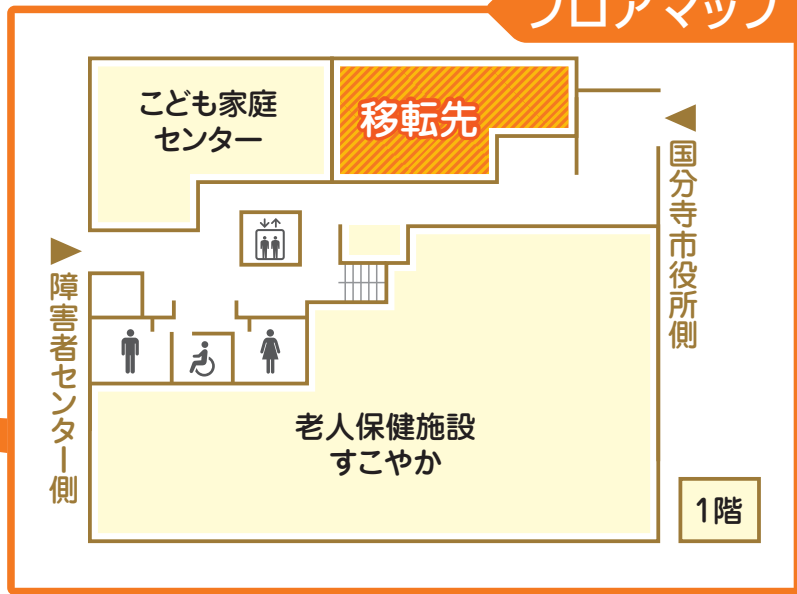 フロアマップ
こども家庭
センター
移転先
国分寺市役所側
障害者センター側
老人保健施設
すこやか
1階